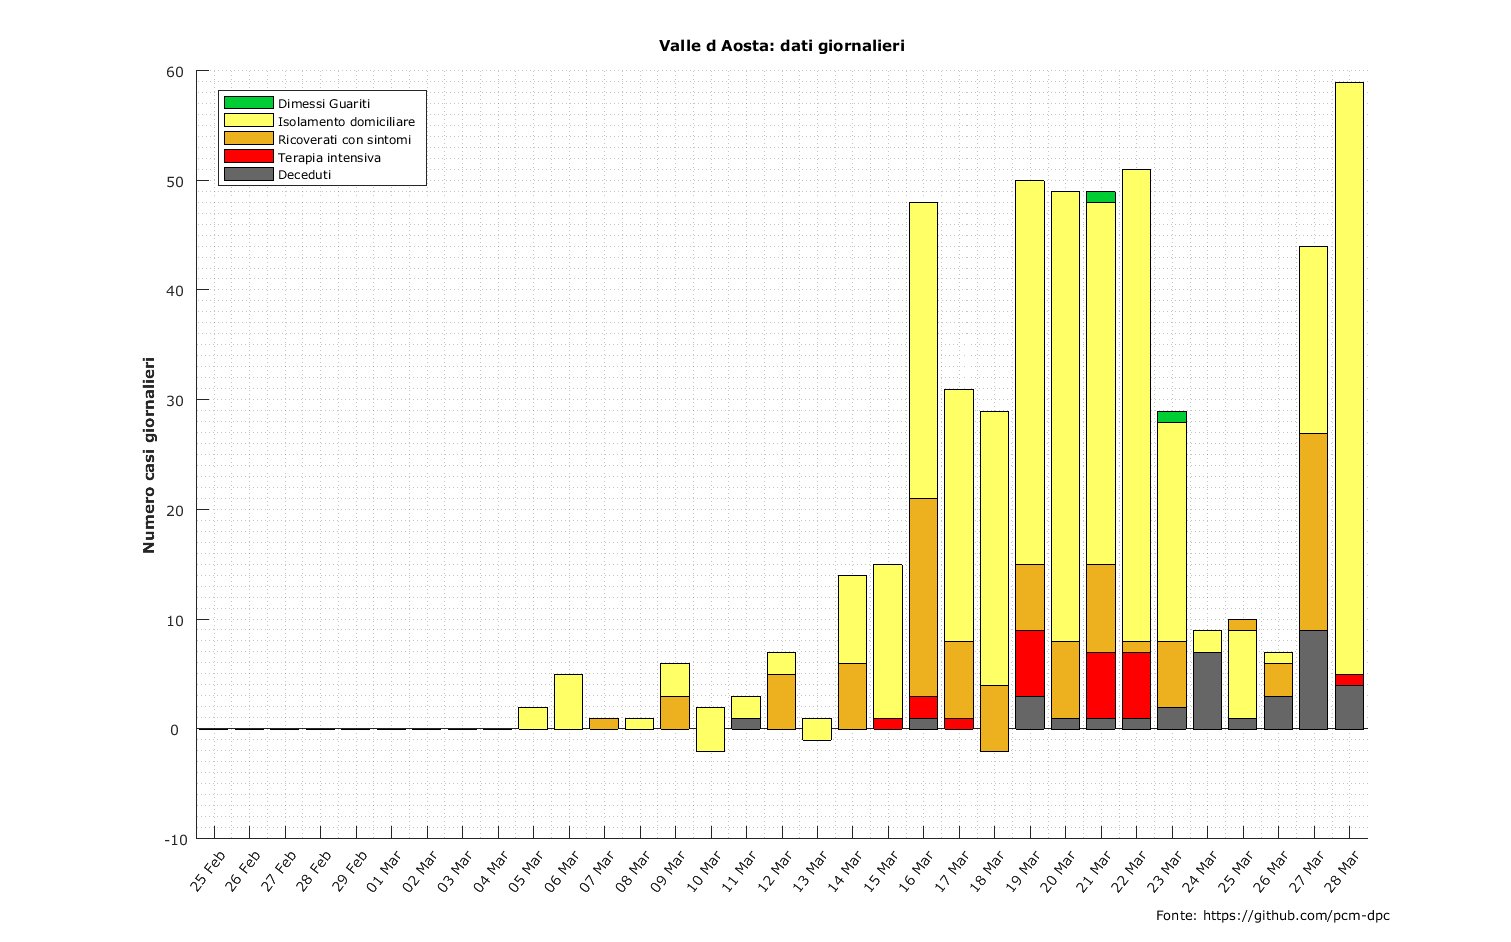 Valle d Aosta: dati giornalieri
60
50
40
30
20
10
0
-10
Numero casi giornalieri
Dimessi Guariti
Isolamento domiciliare
Ricoverati con sintomi
Terapia intensiva
Deceduti
25 Feb
26 Feb
27 Feb
28 Feb
29 Feb
01 Mar
02 Mar
03 Mar
04 Mar
05 Mar
06 Mar
07 Mar
08 Mar
09 Mar
10 Mar
11 Mar
12 Mar
13 Mar
14 Mar
15 Mar
16 Mar
17 Mar
18 Mar
19 Mar
20 Mar
21 Mar
22 Mar
23 Mar
24 Mar
25 Mar
26 Mar
27 Mar
28 Mar
Fonte: https://github.com/pcm-dpc